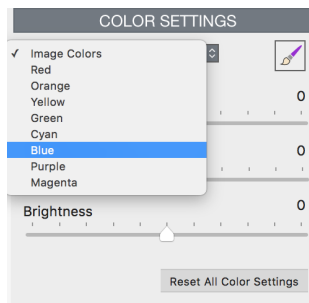 COLOR SETTINGS
✓ Image Colors
Red
Orange
Yellow
0
Green
Cyan
Blue
0
Purple
Magenta
Brightness 0
Reset All Color Settings